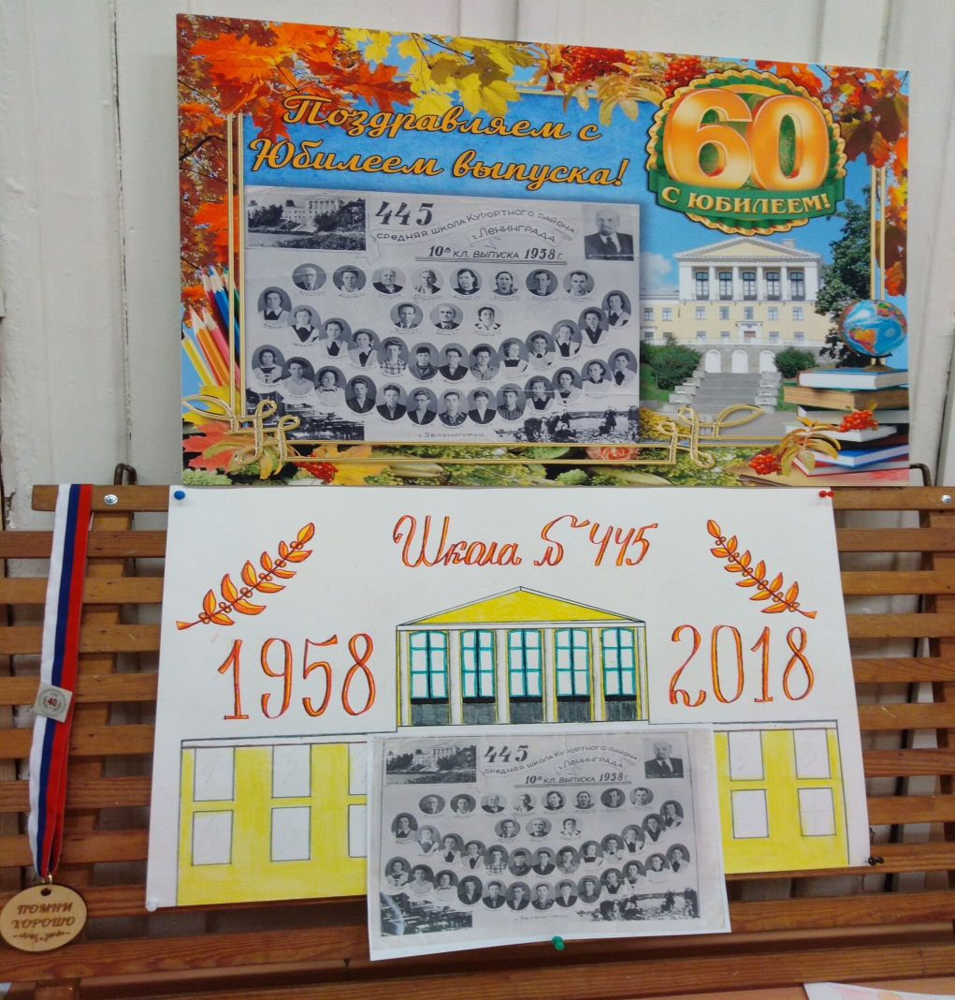 Поздравляем с
Юбилеем выпуска!
60
С ЮБИЛЕЕМ!
445
СРЕДНЯЯ ШКОЛА КУРОРТНОГО РАЙОНА
г. ЛЕНИНГРАДА
10а КЛ. ВЫПУСКА 1958 г.
г. Зеленогорск
Школа № 445
1958
2018
445
СРЕДНЯЯ ШКОЛА КУРОРТНОГО РАЙОНА
г. ЛЕНИНГРАДА
10а КЛ. ВЫПУСКА 1958 г.
г. Зеленогорск
40
ПОМНИ
ХОРОШО